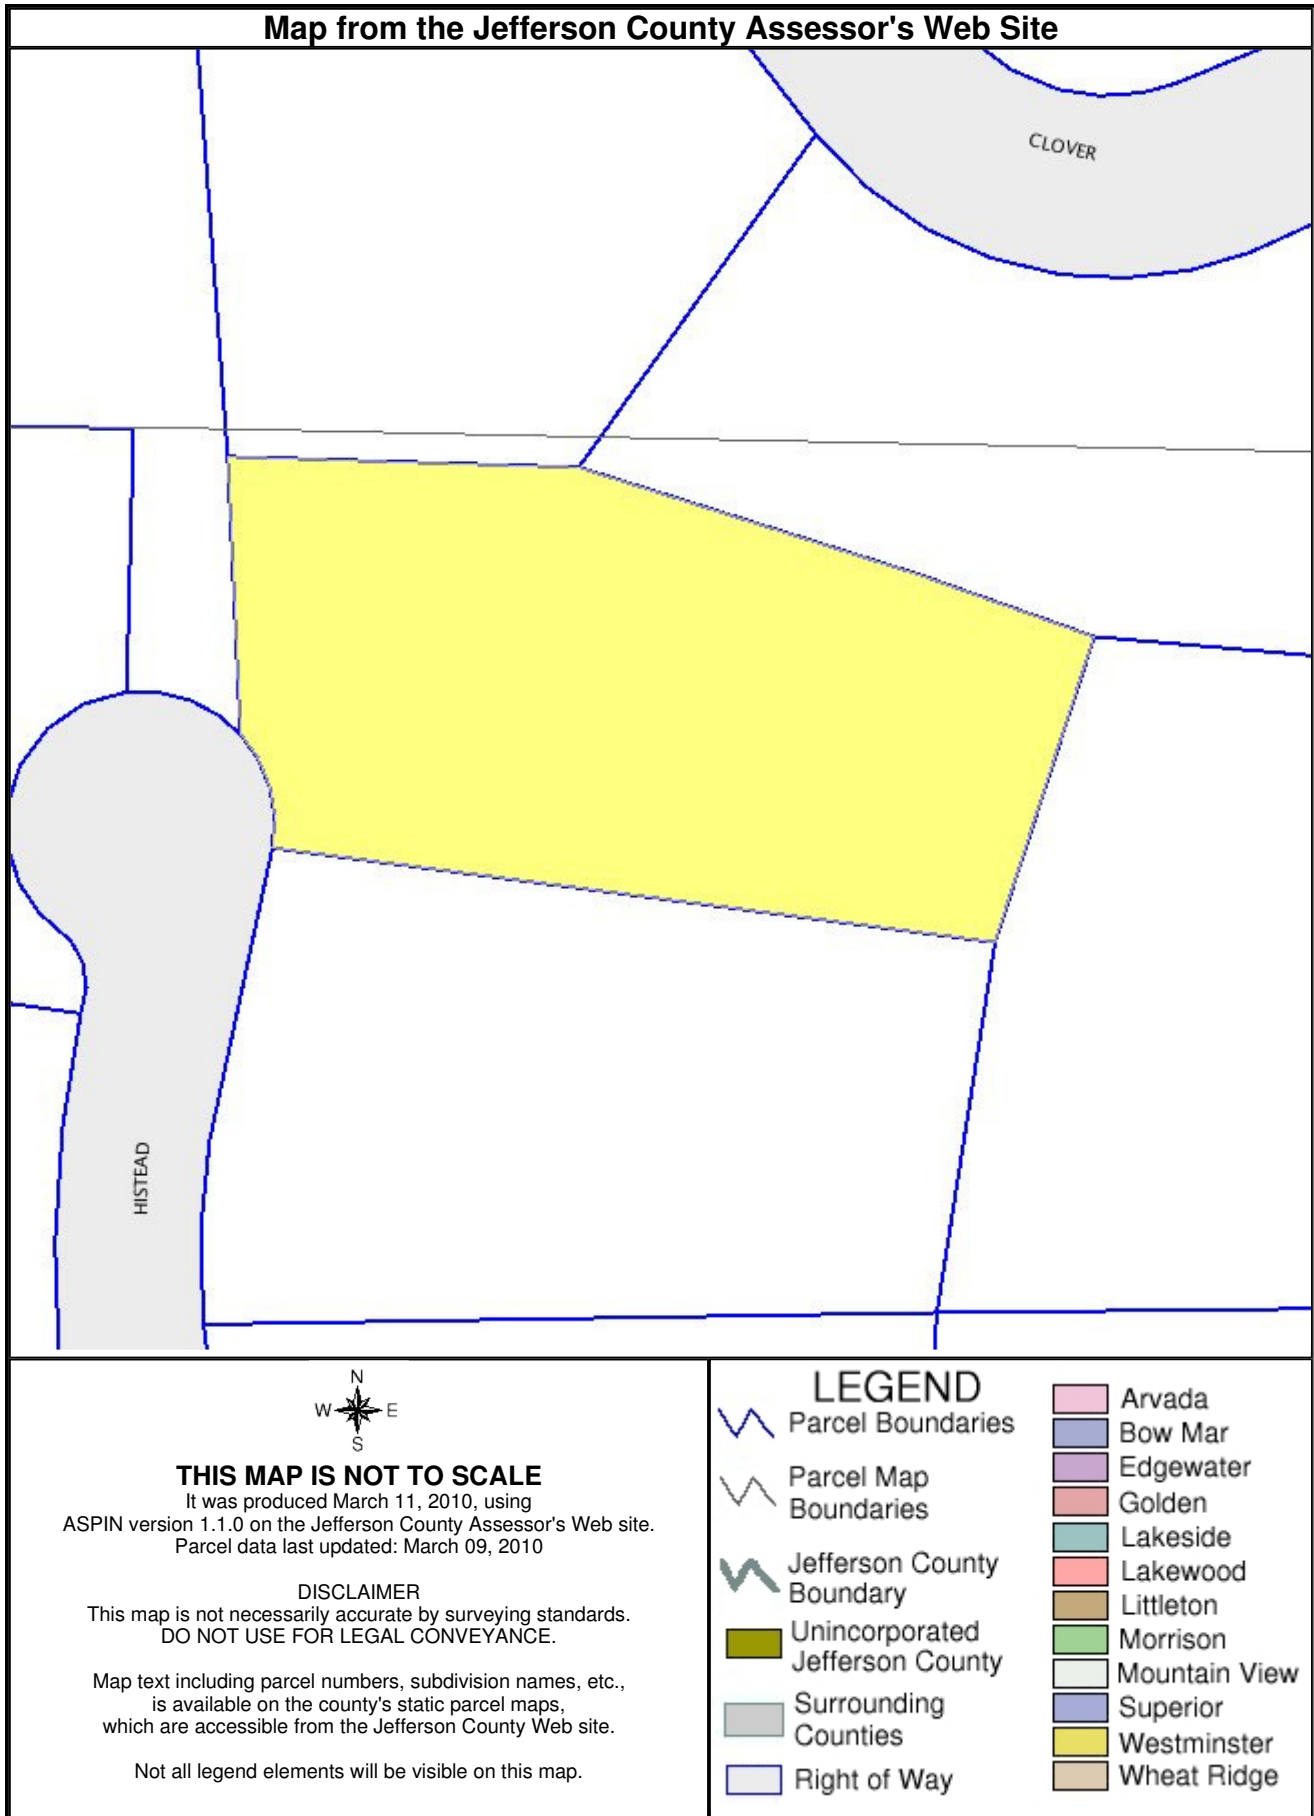 Map from the Jefferson County Assessor's Web Site
CLOVER
HISTEAD
N
W E
S
THIS MAP IS NOT TO SCALE
It was produced March 11, 2010, using
ASPIN version 1.1.0 on the Jefferson County Assessor's Web site.
Parcel data last updated: March 09, 2010
DISCLAIMER
This map is not necessarily accurate by surveying standards.
DO NOT USE FOR LEGAL CONVEYANCE.
Map text including parcel numbers, subdivision names, etc.,
is available on the county's static parcel maps,
which are accessible from the Jefferson County Web site.
Not all legend elements will be visible on this map.
LEGEND
Parcel Boundaries
Parcel Map
Boundaries
Jefferson County
Boundary
Unincorporated
Jefferson County
Surrounding
Counties
Right of Way
Arvada
Bow Mar
Edgewater
Golden
Lakeside
Lakewood
Littleton
Morrison
Mountain View
Superior
Westminster
Wheat Ridge